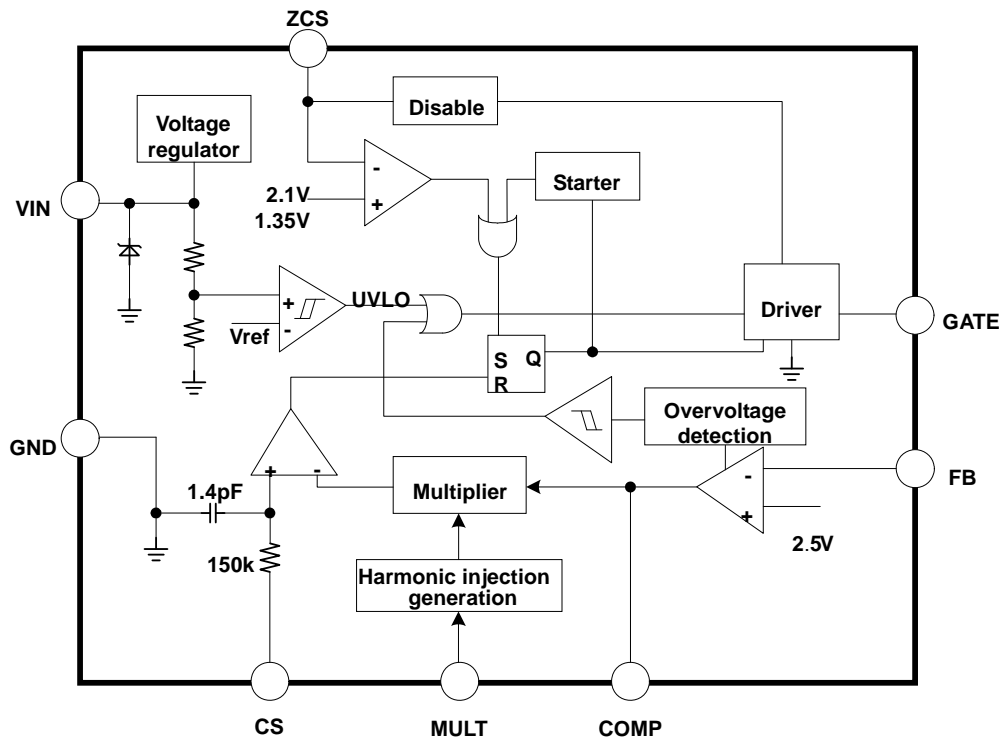 ZCS
Disable
Voltage
regulator
-
+
2.1V
1.35V
Starter
VIN
+
-
UVLO
Vref
Driver
GATE
S
Q
R
Overvoltage
detection
GND
+
-
1.4pF
Multiplier
-
+
FB
2.5V
150k
Harmonic injection
generation
CS
MULT
COMP